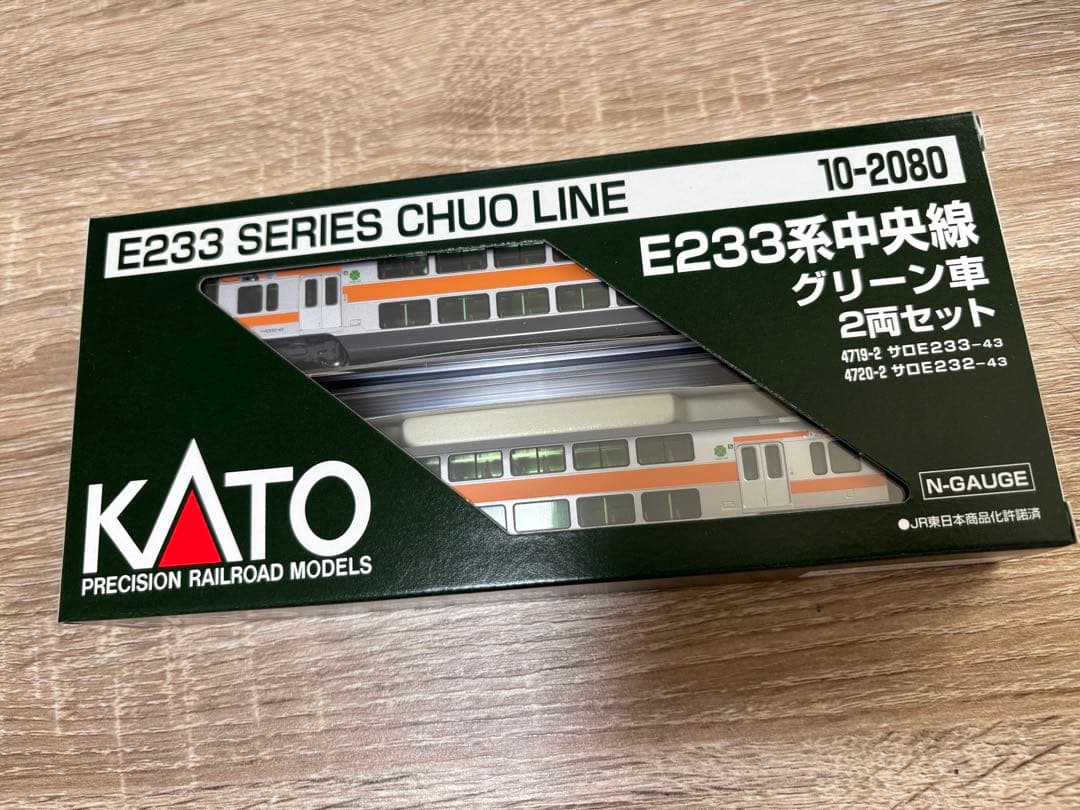 E233 SERIES CHUO LINE 10-2080
E233系中央線
グリーン車
2両セット
4719-2 サロE233-43
4720-2 サロE232-43
KATO
PRECISION RAILROAD MODELS
N-GAUGE
●JR東日本商品化許諾済